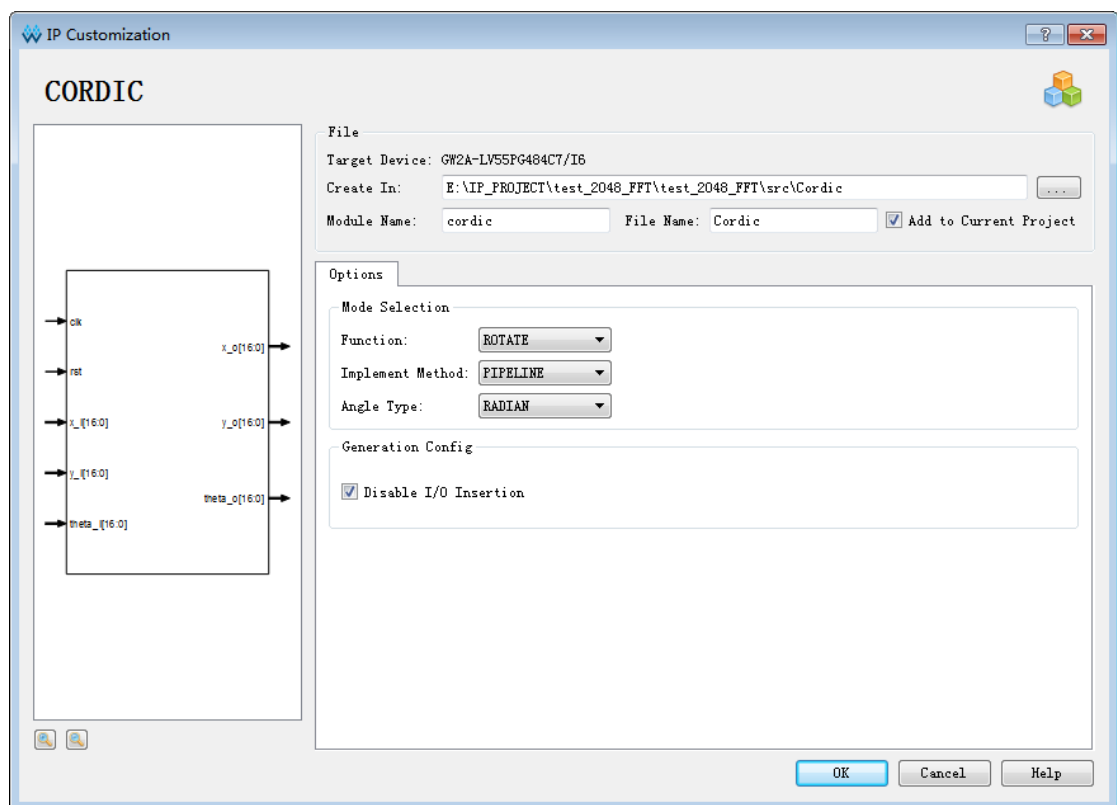 IP Customization
CORDIC
File
Target Device: GW2A-LV55PG484C7/I6
Create In: E:\IP_PROJECT\test_2048_FFT\test_2048_FFT\src\Cordic ...
Module Name: cordic File Name: Cordic Add to Current Project
Options
Mode Selection
Function: ROTATE
Implement Method: PIPELINE
Angle Type: RADIAN
Generation Config
Disable I/O Insertion
clk
x_o[16:0]
rst
x_i[16:0] y_o[16:0]
y_i[16:0]
theta_o[16:0]
theta_i[16:0]
OK Cancel Help